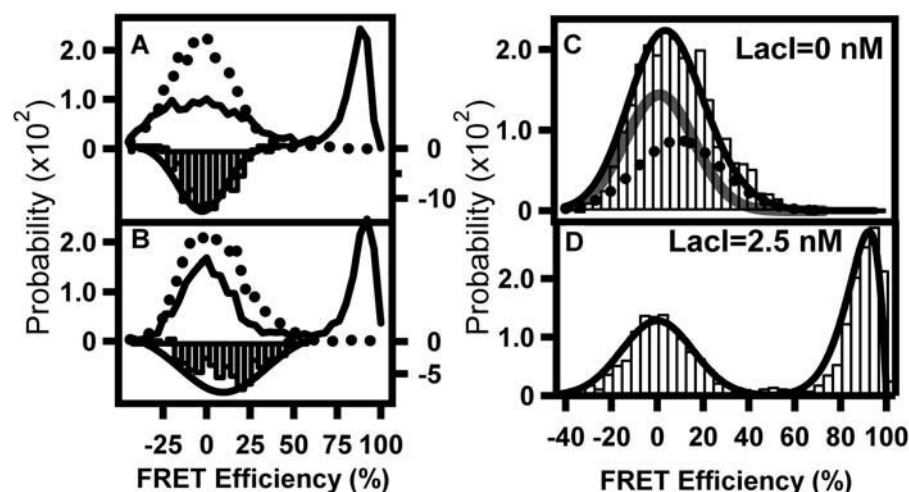 A
2.0
1.0
0
0
-10
B
2.0
1.0
0
0
-5
Probability (x10²)
-25 0 25 50 75 100
FRET Efficiency (%)
C
LacI=0 nM
2.0
1.0
0
D
LacI=2.5 nM
2.0
1.0
0
Probability (x10²)
-40 -20 0 20 40 60 80 100
FRET Efficiency (%)